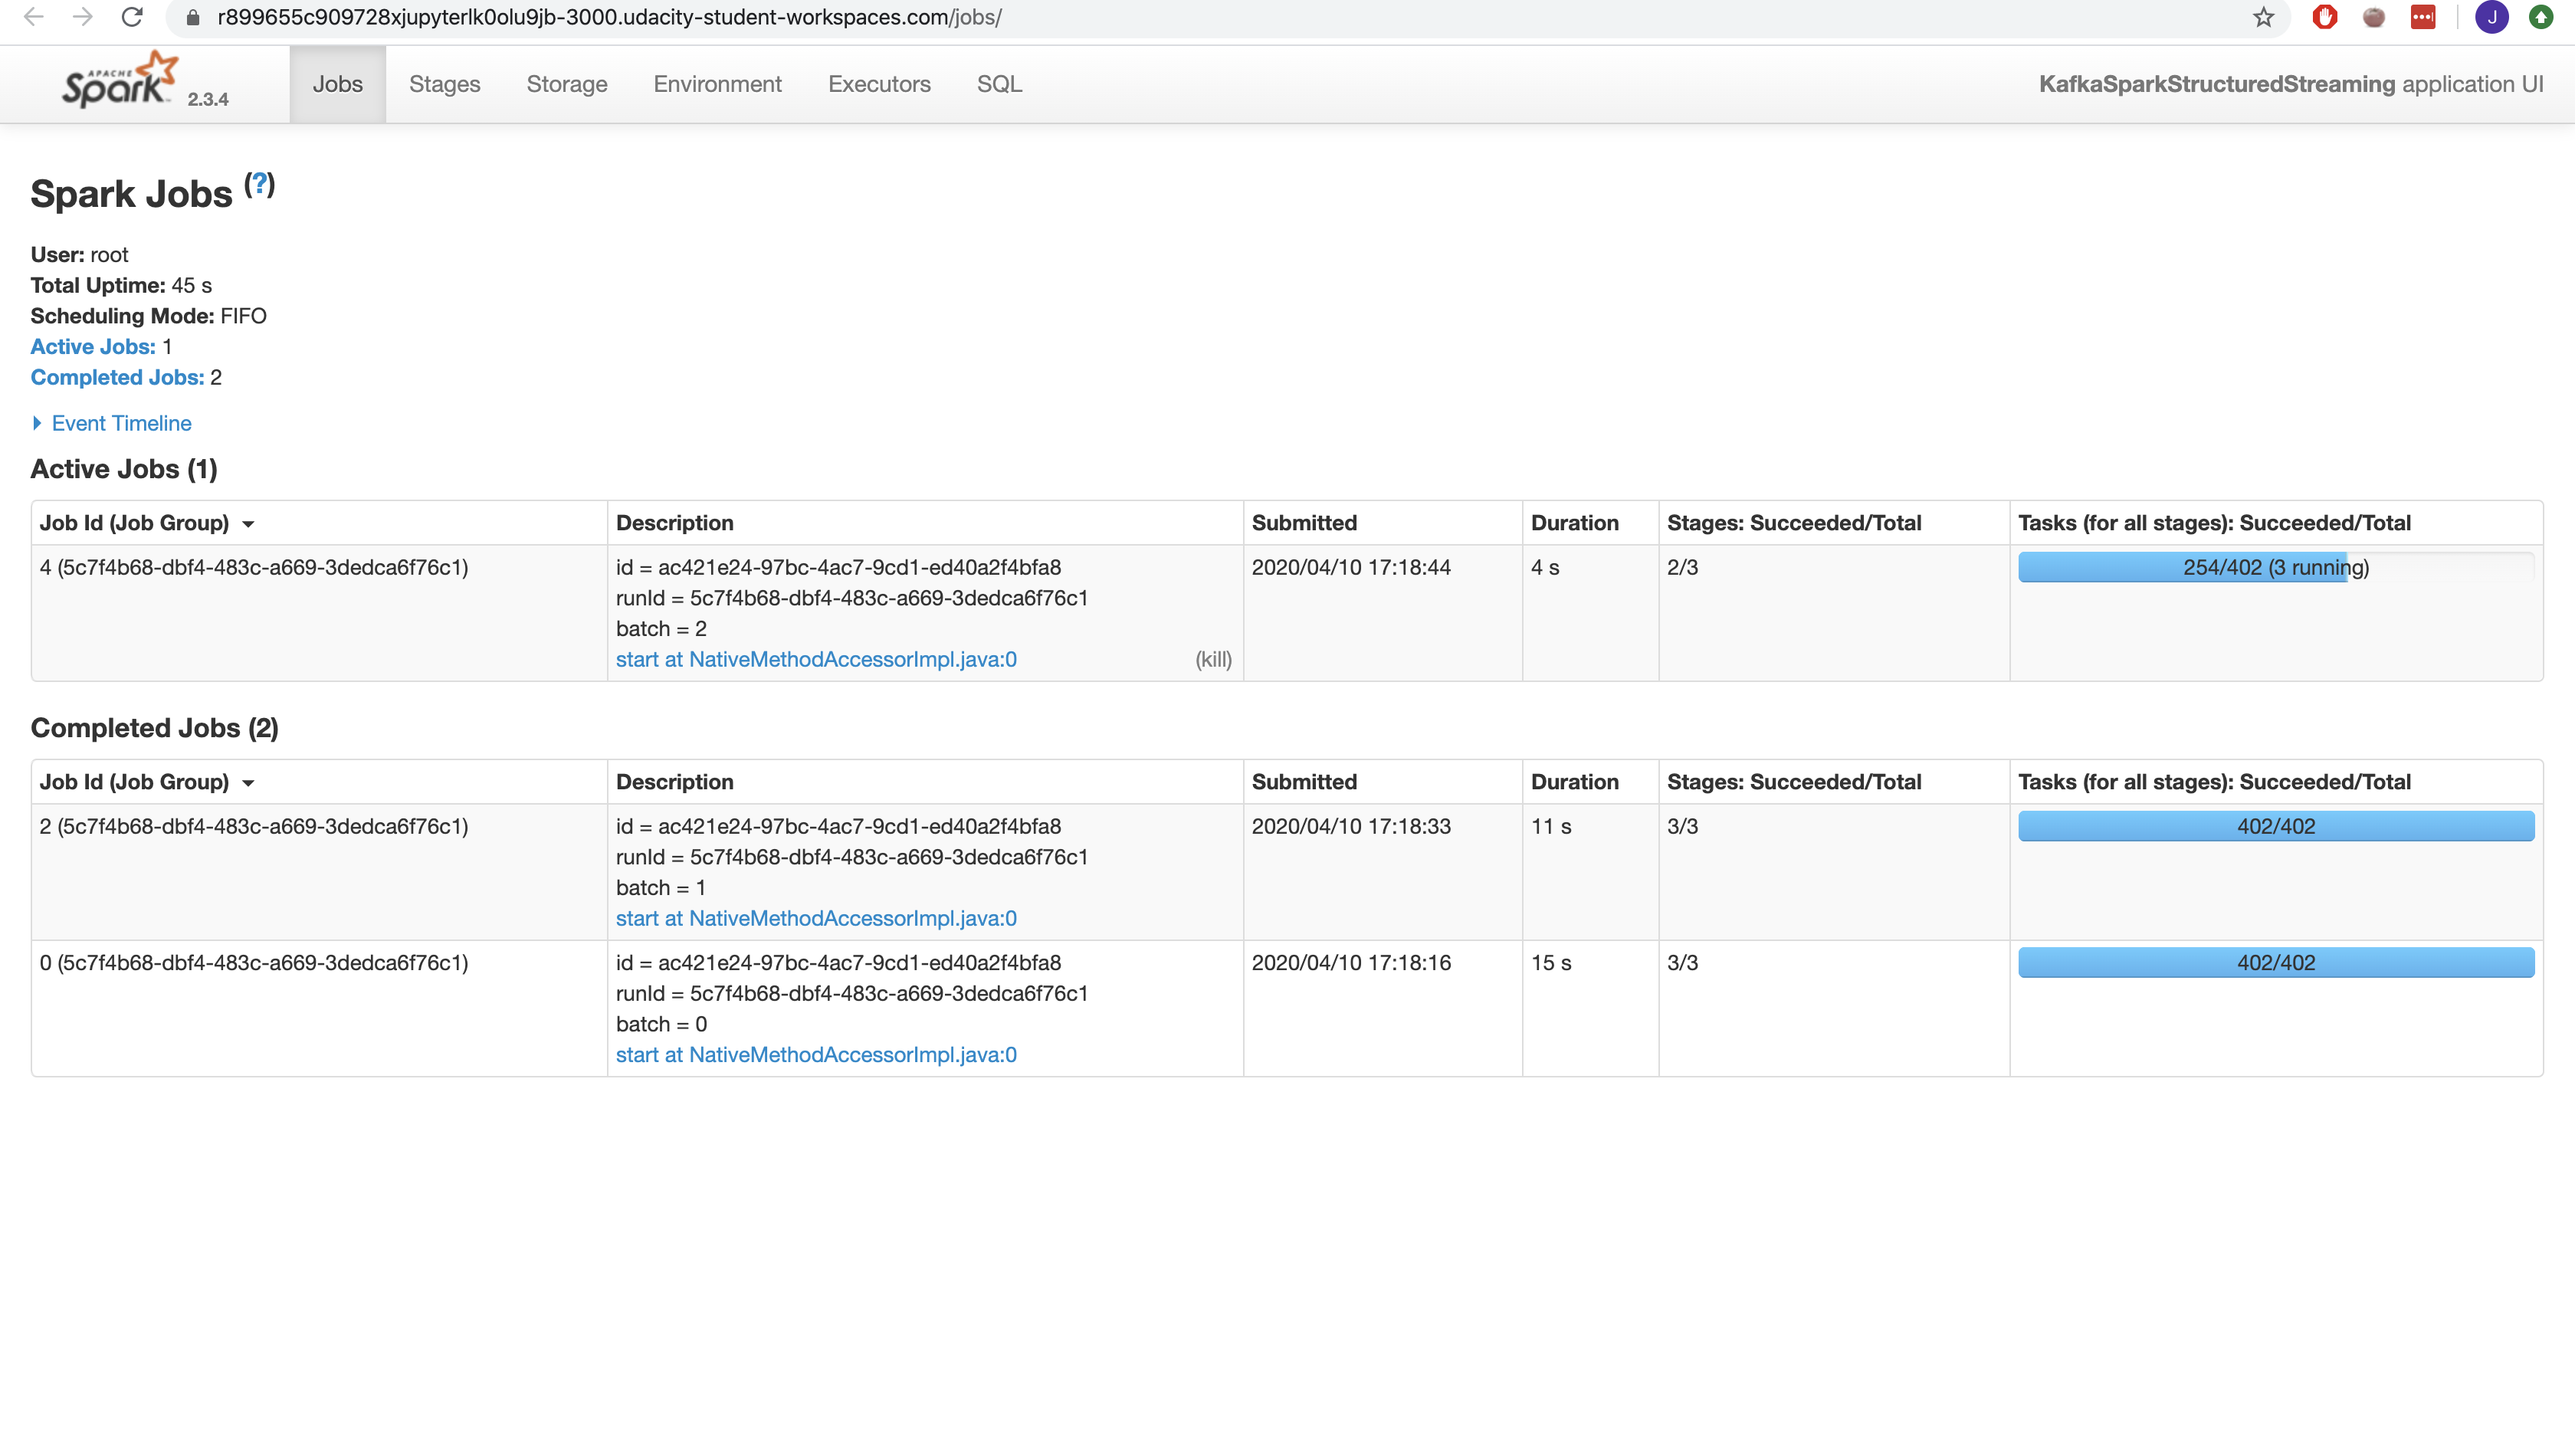 r899655c909728xjupyterlk0olu9jb-3000.udacity-student-workspaces.com/jobs/
J
APACHE Spark 2.3.4 Jobs Stages Storage Environment Executors SQL KafkaSparkStructuredStreaming application UI
Spark Jobs (?)
User: root
Total Uptime: 45 s
Scheduling Mode: FIFO
Active Jobs: 1
Completed Jobs: 2
Event Timeline
Active Jobs (1)
Job Id (Job Group) Description Submitted Duration Stages: Succeeded/Total Tasks (for all stages): Succeeded/Total
4 (5c7f4b68-dbf4-483c-a669-3dedca6f76c1) id = ac421e24-97bc-4ac7-9cd1-ed40a2f4bfa8 2020/04/10 17:18:44 4 s 2/3 254/402 (3 running)
runId = 5c7f4b68-dbf4-483c-a669-3dedca6f76c1
batch = 2
start at NativeMethodAccessorImpl.java:0 (kill)
Completed Jobs (2)
Job Id (Job Group) Description Submitted Duration Stages: Succeeded/Total Tasks (for all stages): Succeeded/Total
2 (5c7f4b68-dbf4-483c-a669-3dedca6f76c1) id = ac421e24-97bc-4ac7-9cd1-ed40a2f4bfa8 2020/04/10 17:18:33 11 s 3/3 402/402
runId = 5c7f4b68-dbf4-483c-a669-3dedca6f76c1
batch = 1
start at NativeMethodAccessorImpl.java:0
0 (5c7f4b68-dbf4-483c-a669-3dedca6f76c1) id = ac421e24-97bc-4ac7-9cd1-ed40a2f4bfa8 2020/04/10 17:18:16 15 s 3/3 402/402
runId = 5c7f4b68-dbf4-483c-a669-3dedca6f76c1
batch = 0
start at NativeMethodAccessorImpl.java:0